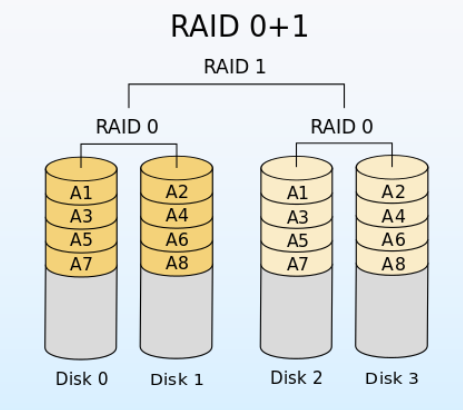 RAID 0+1
RAID 1
RAID 0 RAID 0
A1 A2 A1 A2
A3 A4 A3 A4
A5 A6 A5 A6
A7 A8 A7 A8
Disk 0 Disk 1 Disk 2 Disk 3